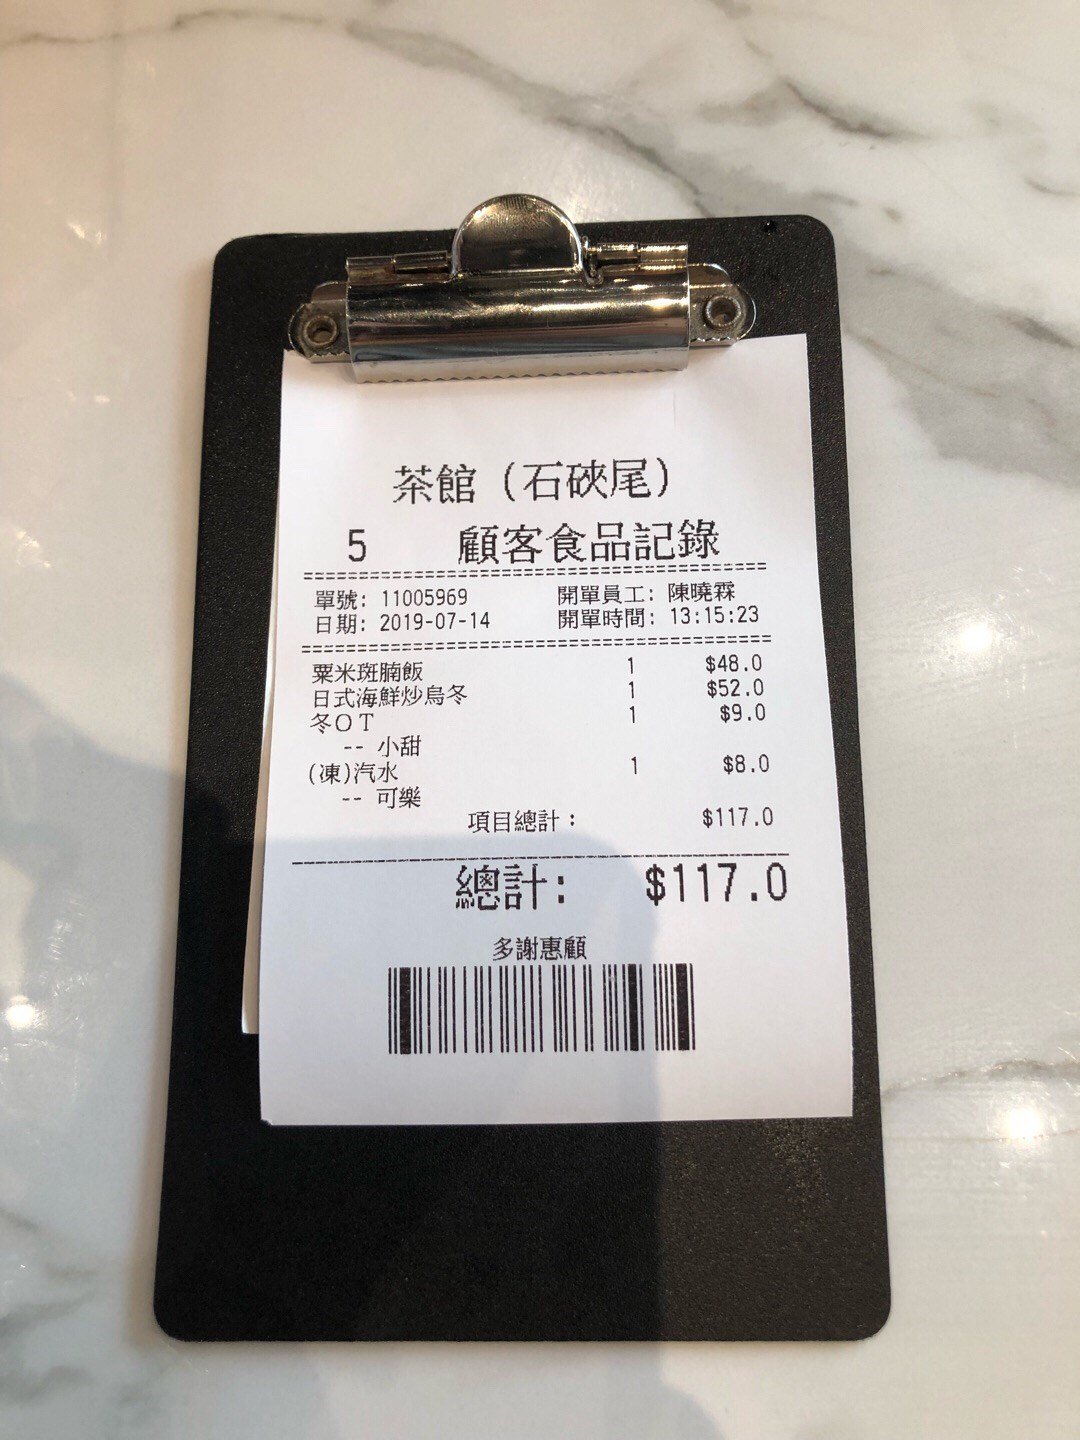 茶館（石硤尾）
5 顧客食品記錄
單號: 11005969 開單員工: 陳曉霖
日期: 2019-07-14 開單時間: 13:15:23
粟米斑腩飯 1 $48.0
日式海鮮炒烏冬 1 $52.0
冬ＯＴ 1 $9.0
-- 小甜
(凍)汽水 1 $8.0
-- 可樂
項目總計： $117.0
總計: $117.0
多謝惠顧